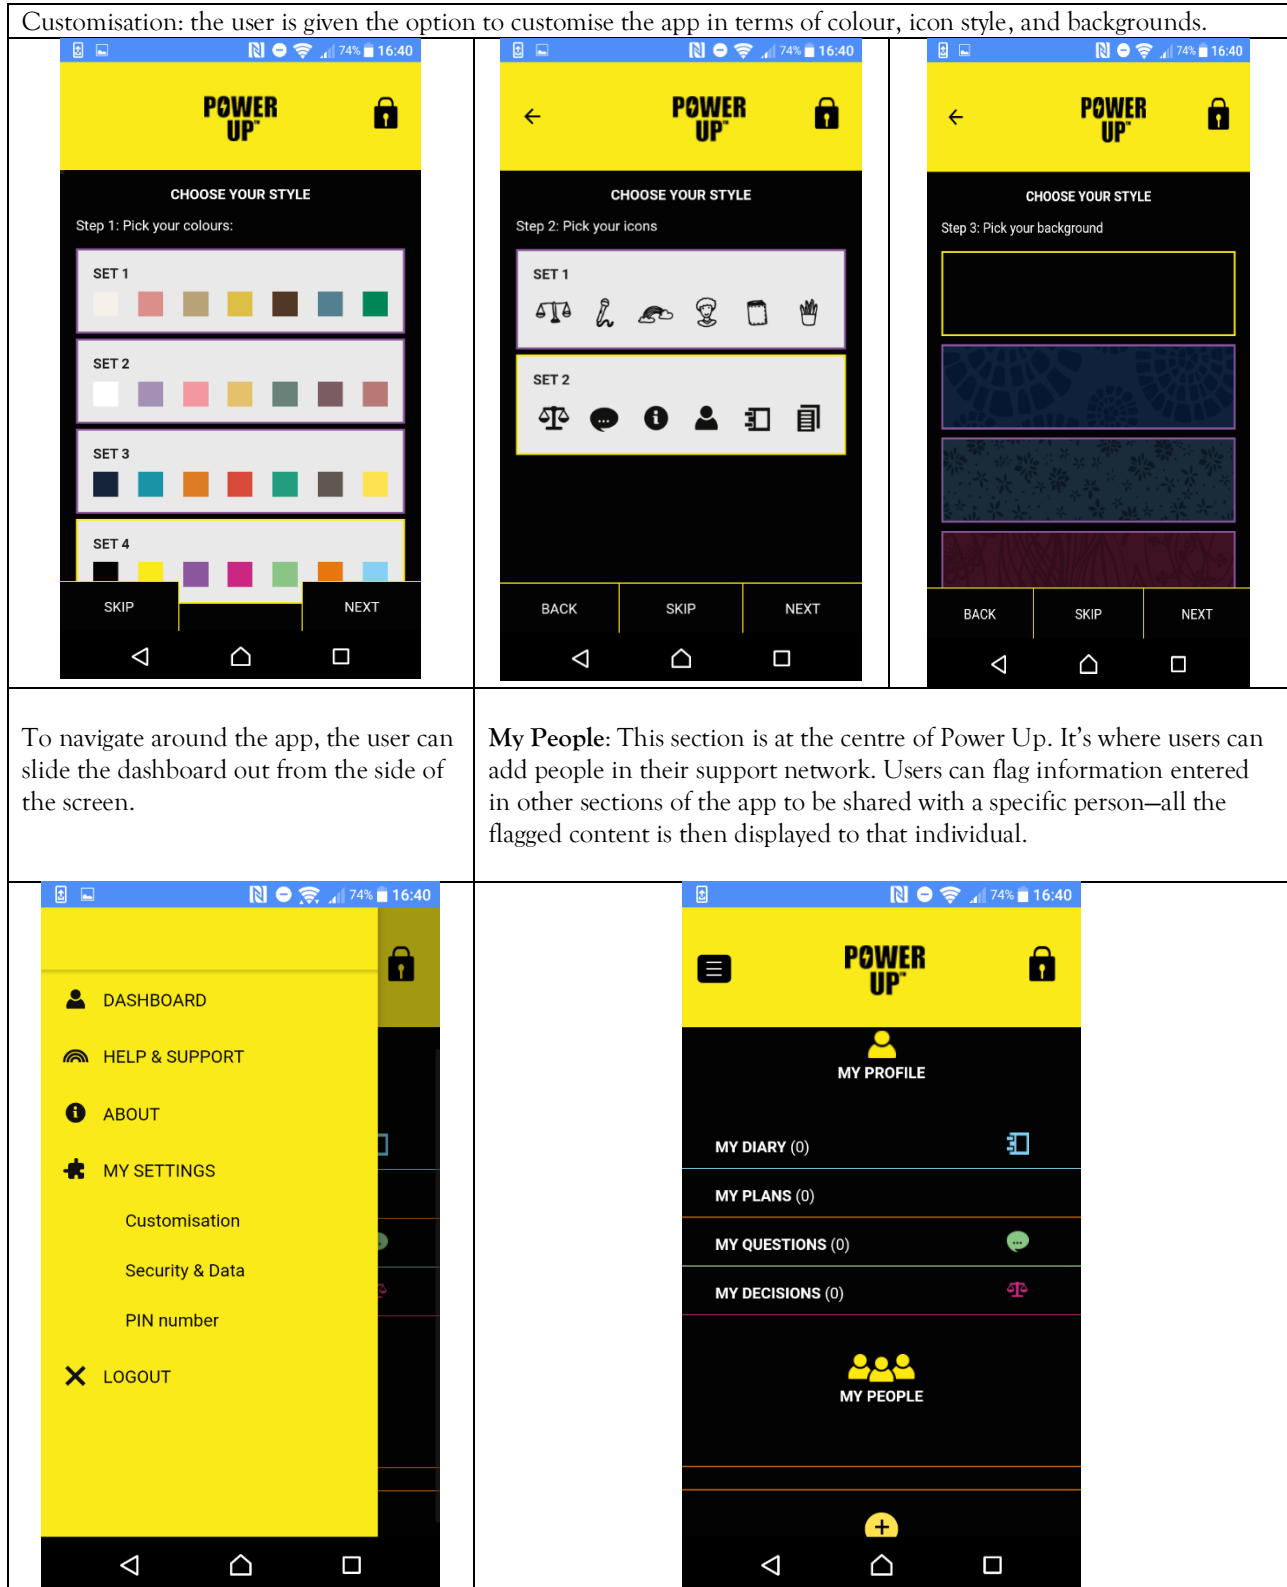 Customisation: the user is given the option to customise the app in terms of colour, icon style, and backgrounds.
74% 16:40
POWER
UP™
CHOOSE YOUR STYLE
Step 1: Pick your colours:
SET 1
SET 2
SET 3
SET 4
SKIP NEXT
74% 16:40
POWER
UP™
CHOOSE YOUR STYLE
Step 2: Pick your icons
SET 1
SET 2
BACK SKIP NEXT
74% 16:40
POWER
UP™
CHOOSE YOUR STYLE
Step 3: Pick your background
BACK SKIP NEXT
To navigate around the app, the user can
slide the dashboard out from the side of
the screen.
My People: This section is at the centre of Power Up. It’s where users can
add people in their support network. Users can flag information entered
in other sections of the app to be shared with a specific person—all the
flagged content is then displayed to that individual.
74% 16:40
DASHBOARD
HELP & SUPPORT
ABOUT
MY SETTINGS
Customisation
Security & Data
PIN number
LOGOUT
74% 16:40
POWER
UP™
MY PROFILE
MY DIARY (0)
MY PLANS (0)
MY QUESTIONS (0)
MY DECISIONS (0)
MY PEOPLE